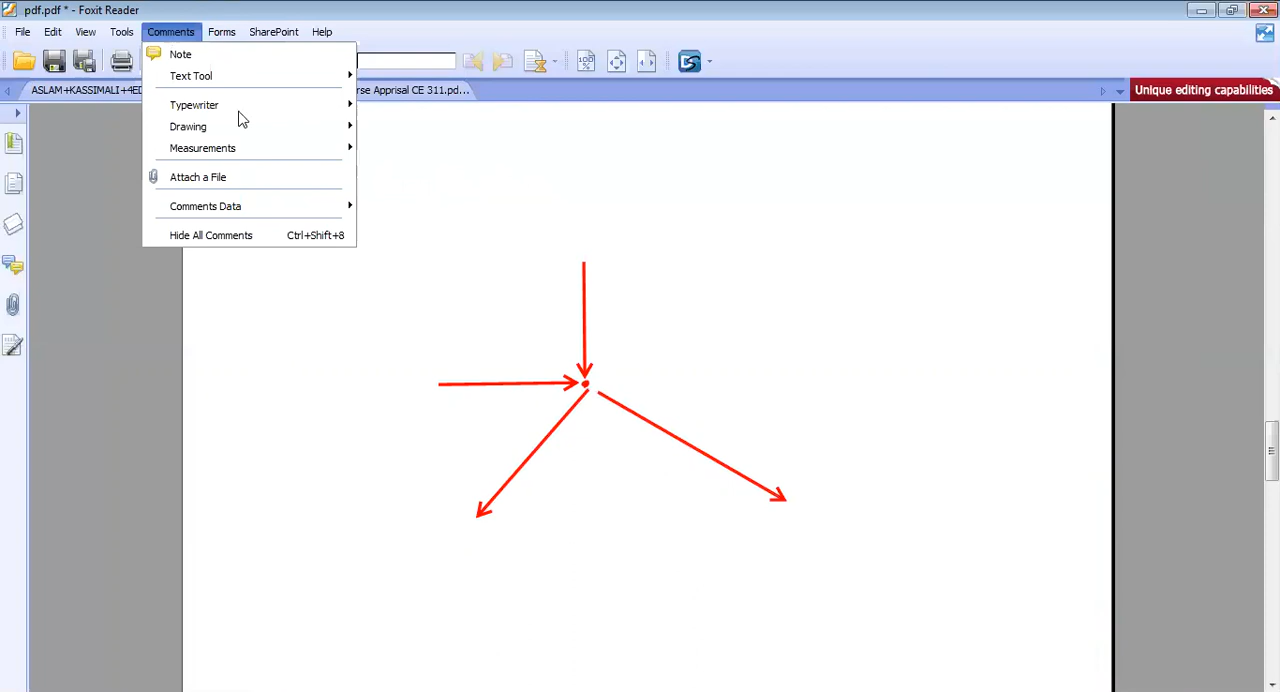 pdf.pdf * - Foxit Reader
File Edit View Tools Comments Forms SharePoint Help
ASLAM+KASSIMALI+4ED
rse Apprisal CE 311.pd...
Unique editing capabilities
Note
Text Tool
Typewriter
Drawing
Measurements
Attach a File
Comments Data
Hide All Comments Ctrl+Shift+8
100
%